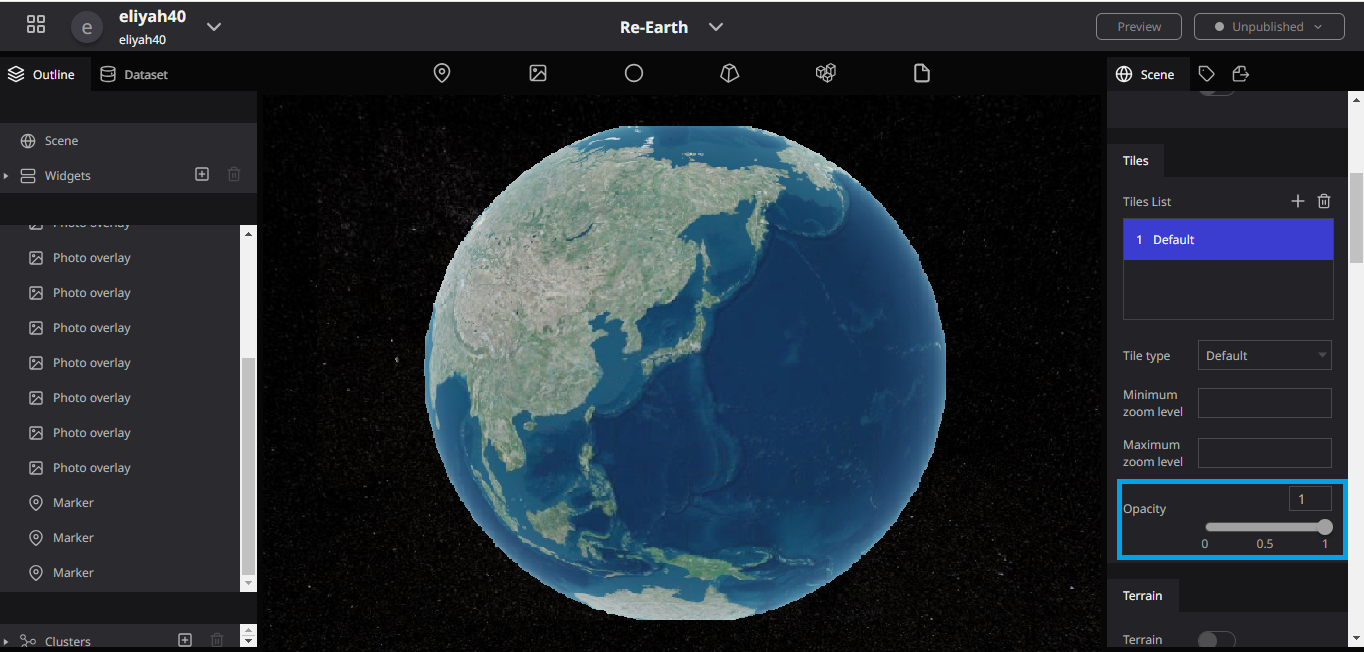 e
eliyah40
eliyah40
Re-Earth
Preview
Unpublished
Outline
Dataset
Scene
Scene
Widgets
Photo overlay
Photo overlay
Photo overlay
Photo overlay
Photo overlay
Photo overlay
Photo overlay
Photo overlay
Marker
Marker
Marker
Clusters
Tiles
Tiles List
1 Default
Tile type
Default
Minimum
zoom level
Maximum
zoom level
Opacity
1
0 0.5 1
Terrain
Terrain